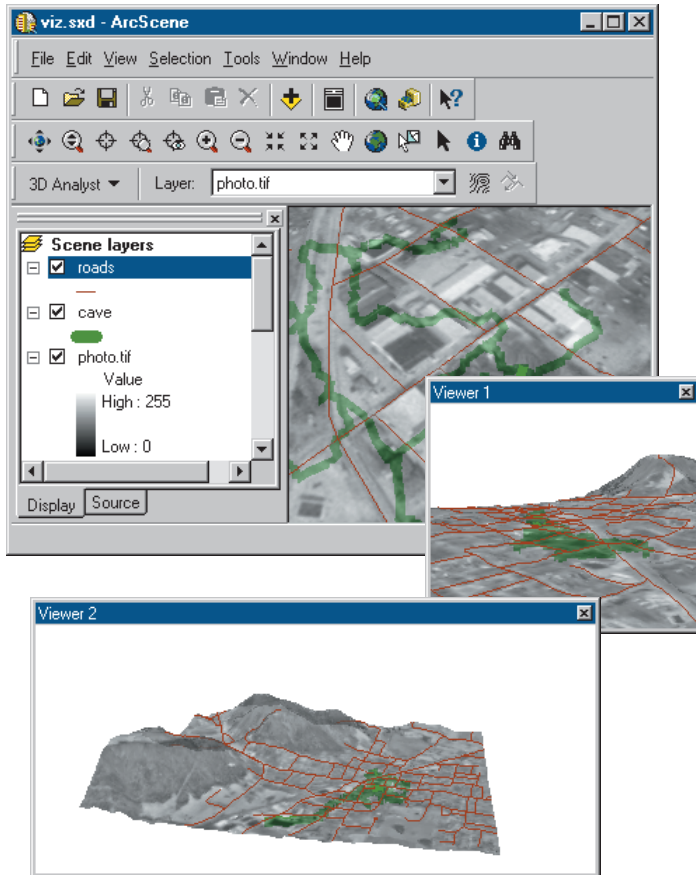 viz.sxd - ArcScene
File Edit View Selection Tools Window Help
3D Analyst Layer: photo.tif
Scene layers
roads
cave
photo.tif
Value
High : 255
Low : 0
Display Source
Viewer 1
Viewer 2